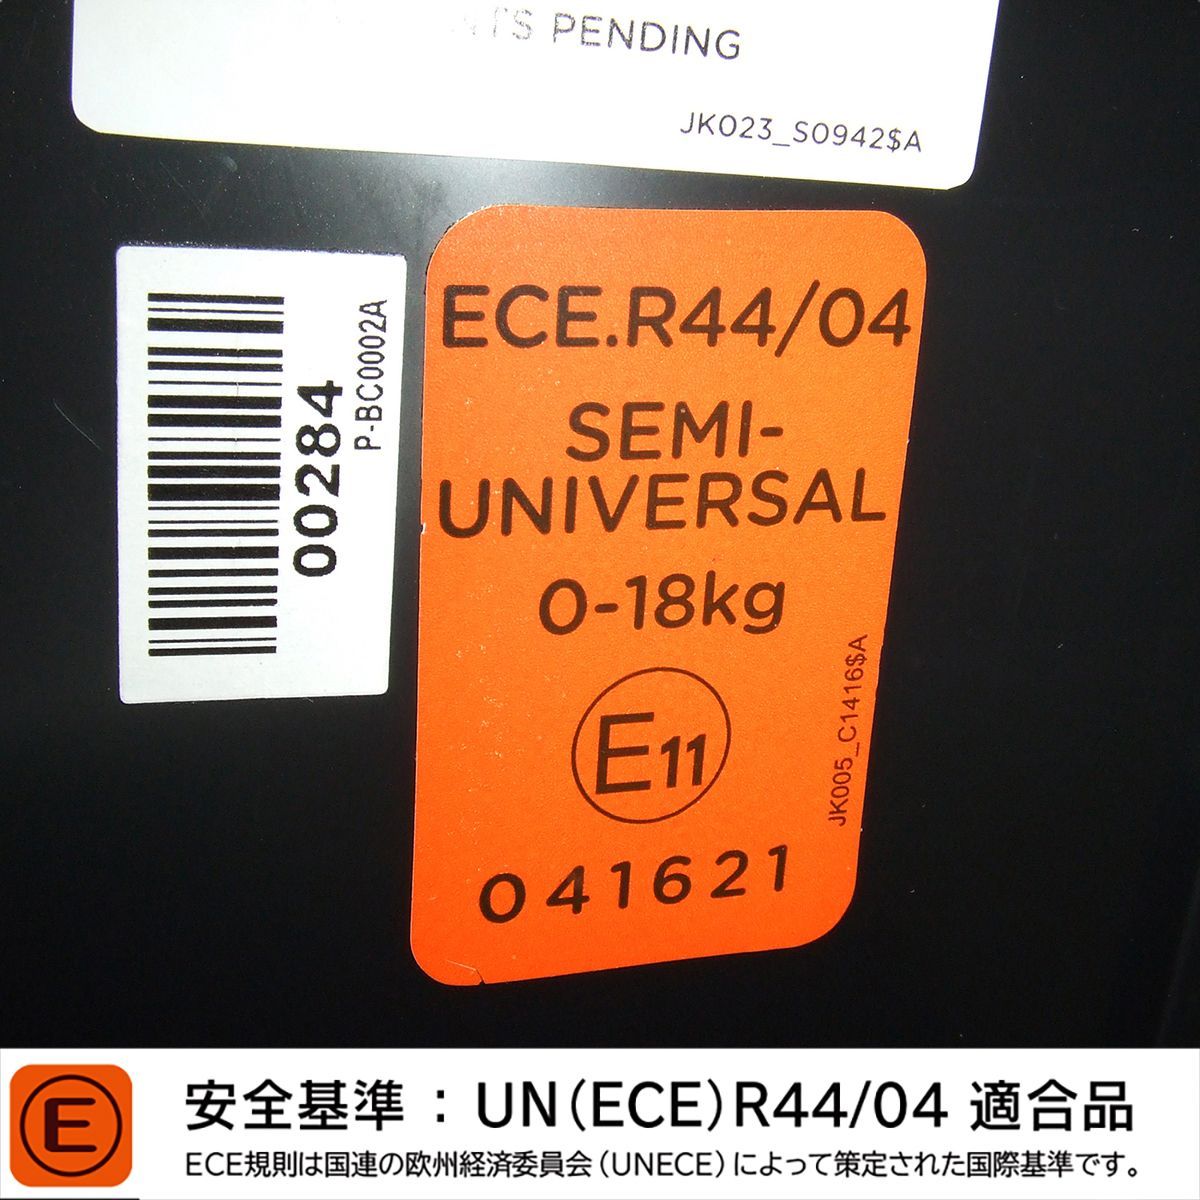 PENDING
JK023_S0942$A
00284
P-BC0002A
ECE.R44/04
SEMI-
UNIVERSAL
0-18kg
E11
JK005_C1416$A
041621
E
安全基準：UN(ECE)R44/04 適合品
ECE規則は国連の欧州経済委員会（UNECE）によって策定された国際基準です。